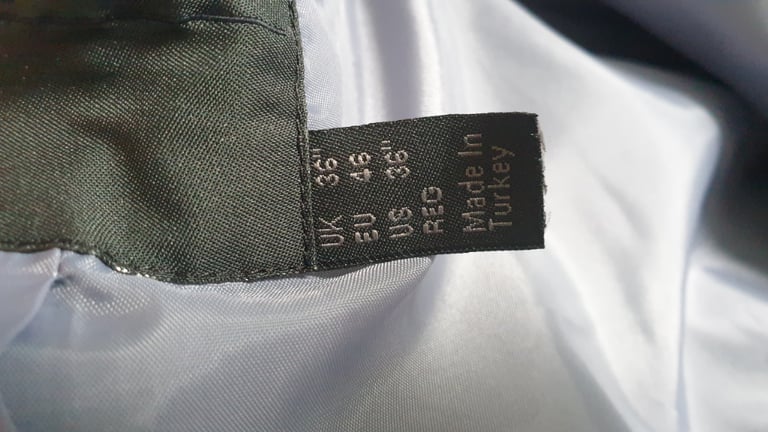 UK 36"
EU 46
US 36"
REG
Made In
Turkey